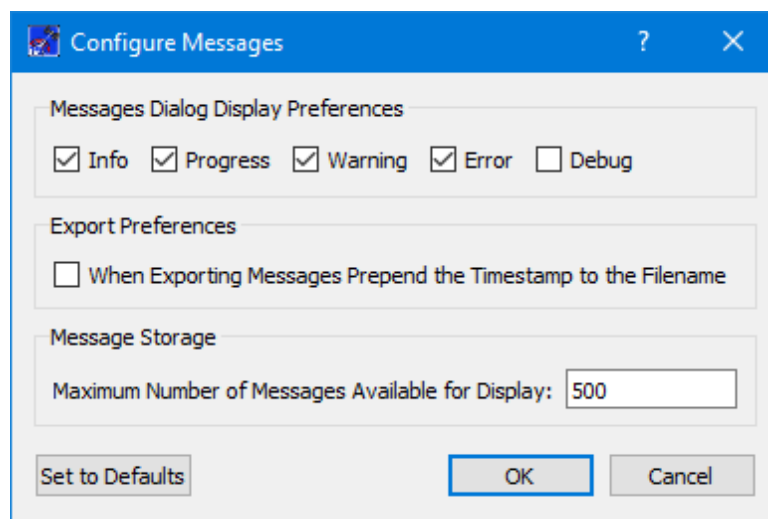 Configure Messages ?
Messages Dialog Display Preferences
Info Progress Warning Error Debug
Export Preferences
When Exporting Messages Prepend the Timestamp to the Filename
Message Storage
Maximum Number of Messages Available for Display: 500
Set to Defaults OK Cancel